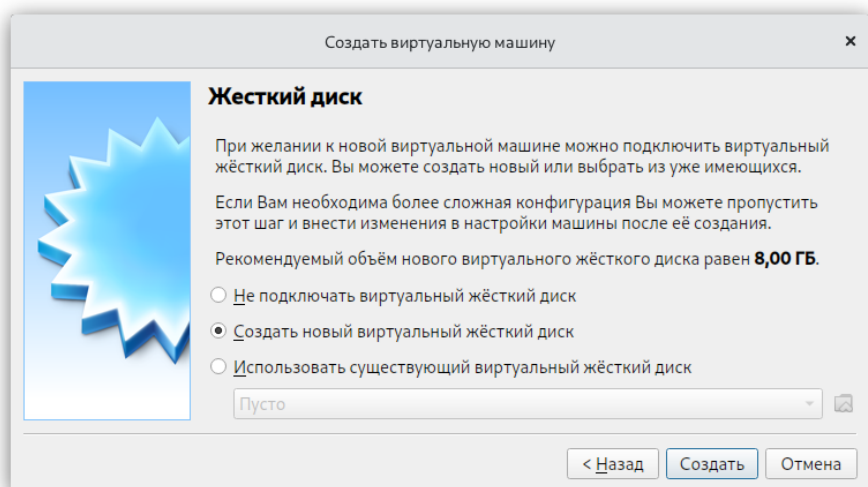 Создать виртуальную машину
Жесткий диск
При желании к новой виртуальной машине можно подключить виртуальный
жёсткий диск. Вы можете создать новый или выбрать из уже имеющихся.
Если Вам необходима более сложная конфигурация Вы можете пропустить
этот шаг и внести изменения в настройки машины после её создания.
Рекомендуемый объём нового виртуального жёсткого диска равен 8,00 ГБ.
Не подключать виртуальный жёсткий диск
Создать новый виртуальный жёсткий диск
Использовать существующий виртуальный жёсткий диск
Пусто
< Назад Создать Отмена